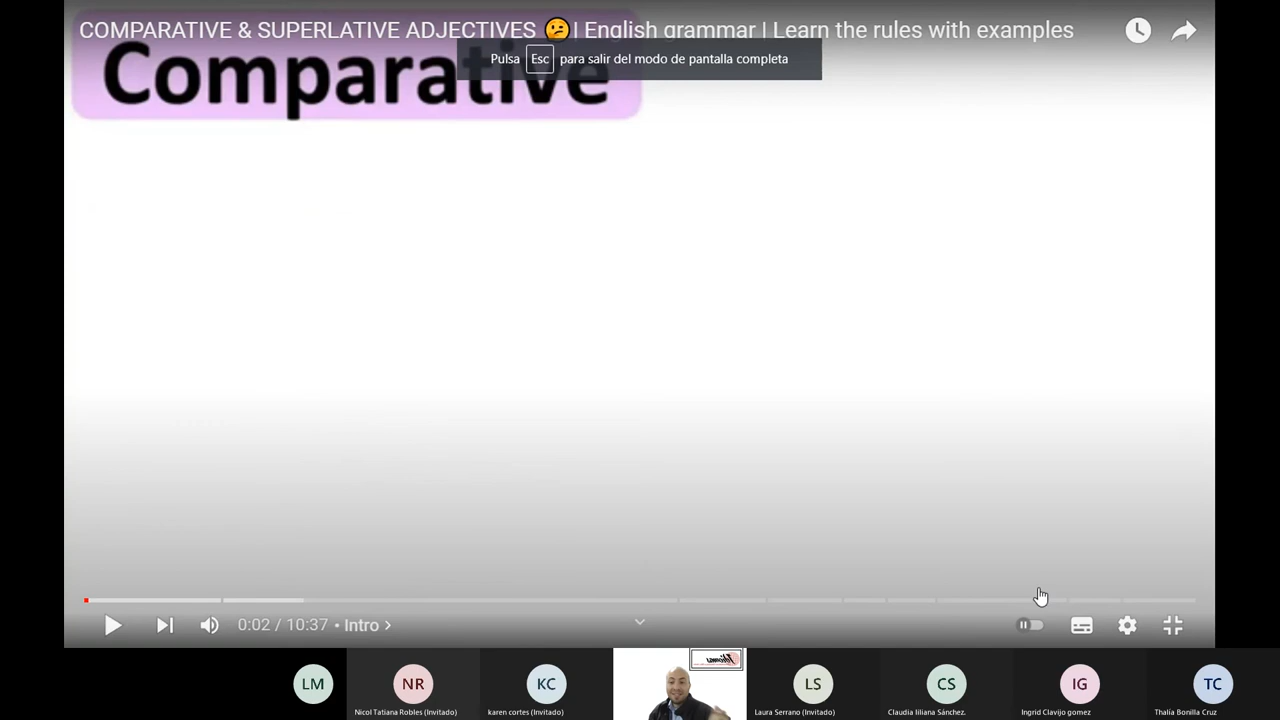 COMPARATIVE & SUPERLATIVE ADJECTIVES 😕 | English grammar | Learn the rules with examples
Pulsa Esc para salir del modo de pantalla completa
Comparative
0:02 / 10:37 • Intro >
LM
NR
KC
LS
CS
IG
TC
Idioms
Nicol Tatiana Robles (Invitado)
karen cortes (Invitado)
Laura Serrano (Invitado)
Claudia liliana Sánchez.
Ingrid Clavijo gomez
Thalía Bonilla Cruz